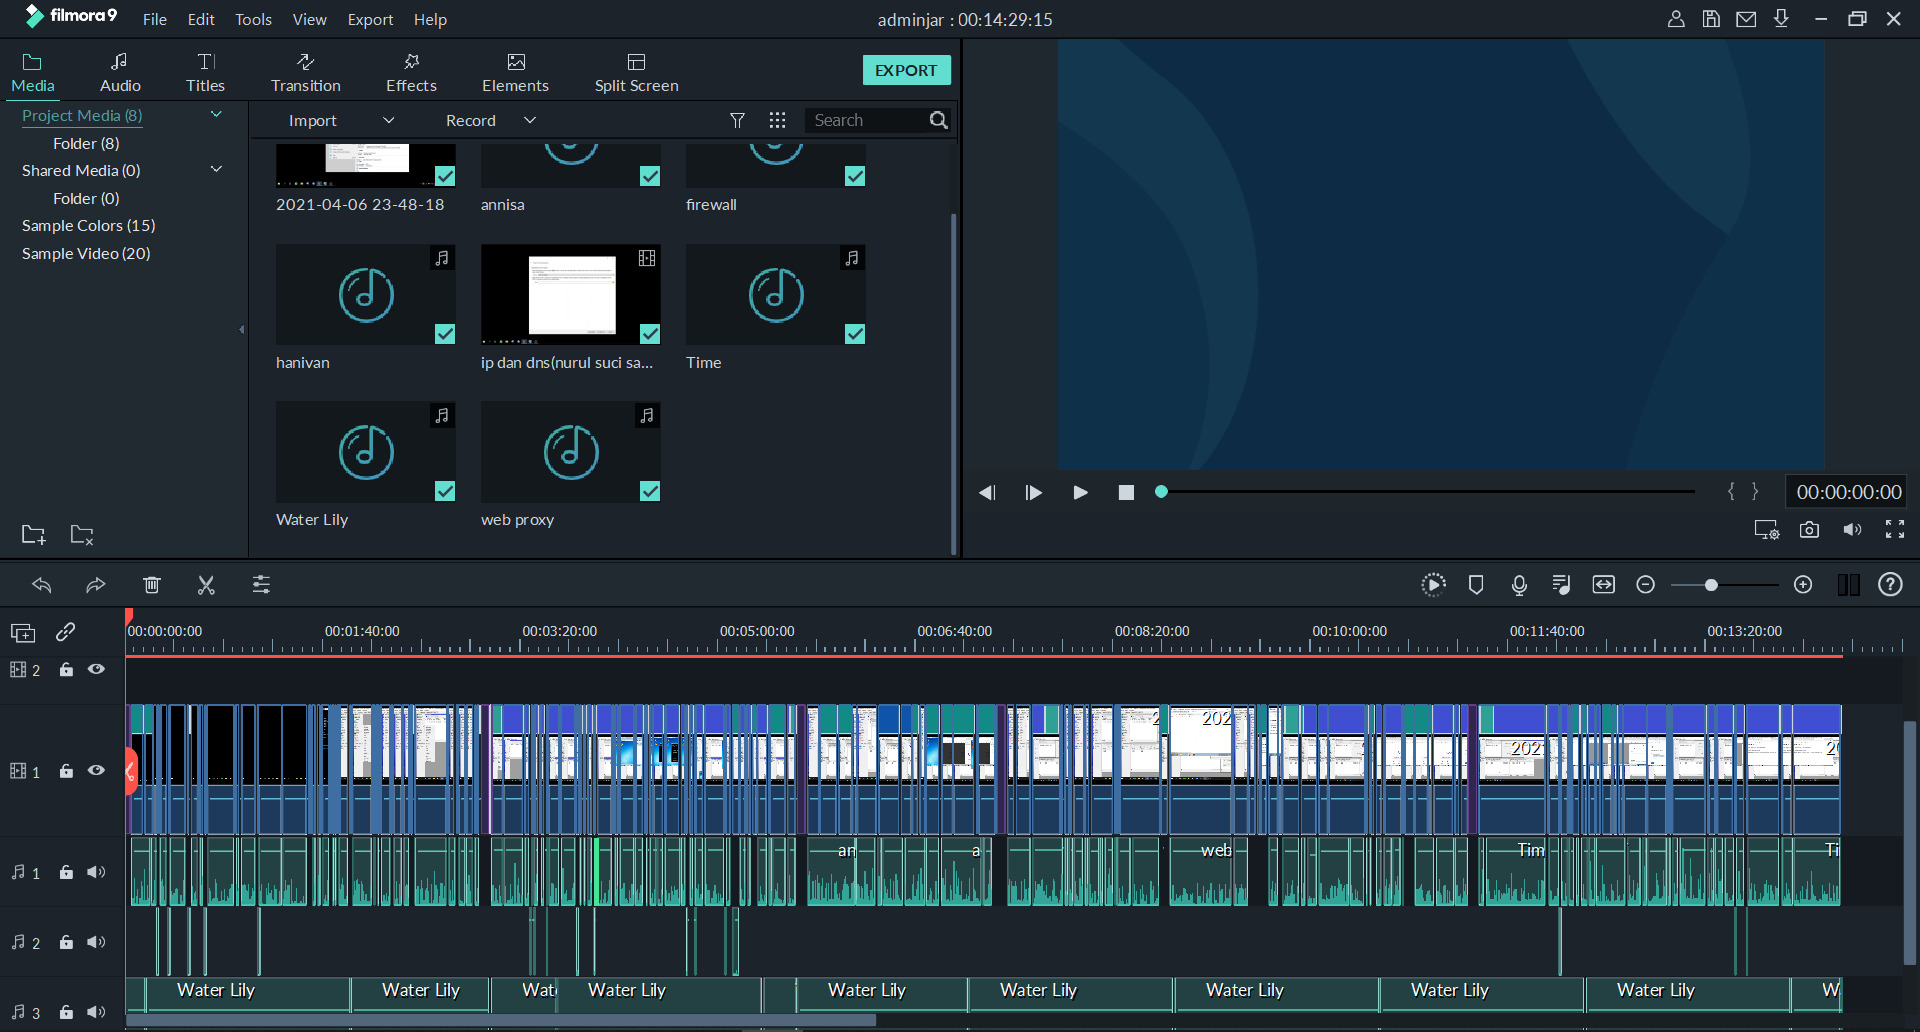 filmora9 File Edit Tools View Export Help adminjar : 00:14:29:15
Media Audio Titles Transition Effects Elements Split Screen EXPORT
Project Media (8)
Folder (8)
Shared Media (0)
Folder (0)
Sample Colors (15)
Sample Video (20)
Import Record Search
2021-04-06 23-48-18 annisa firewall
hanivan ip dan dns(nurul suci sa... Time
Water Lily web proxy
{ } 00:00:00:00
00:00:00:00 00:01:40:00 00:03:20:00 00:05:00:00 00:06:40:00 00:08:20:00 00:10:00:00 00:11:40:00 00:13:20:00
2
1 2 202 202 20
1 an a web Tim Ti
2
3 Water Lily Water Lily Wat Water Lily Water Lily Water Lily Water Lily Water Lily Water Lily W